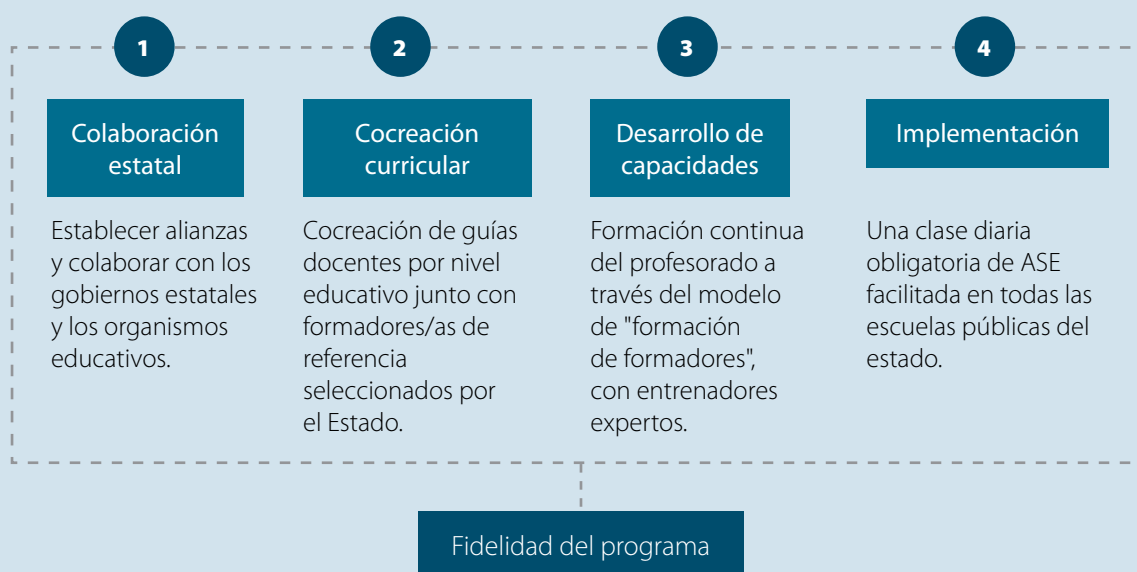 1
Colaboración
estatal
Establecer alianzas
y colaborar con los
gobiernos estatales
y los organismos
educativos.
2
Cocreación
curricular
Cocreación de guías
docentes por nivel
educativo junto con
formadores/as de
referencia
seleccionados por
el Estado.
3
Desarrollo de
capacidades
Formación continua
del profesorado a
través del modelo
de "formación
de formadores",
con entrenadores
expertos.
4
Implementación
Una clase diaria
obligatoria de ASE
facilitada en todas las
escuelas públicas del
estado.
Fidelidad del programa